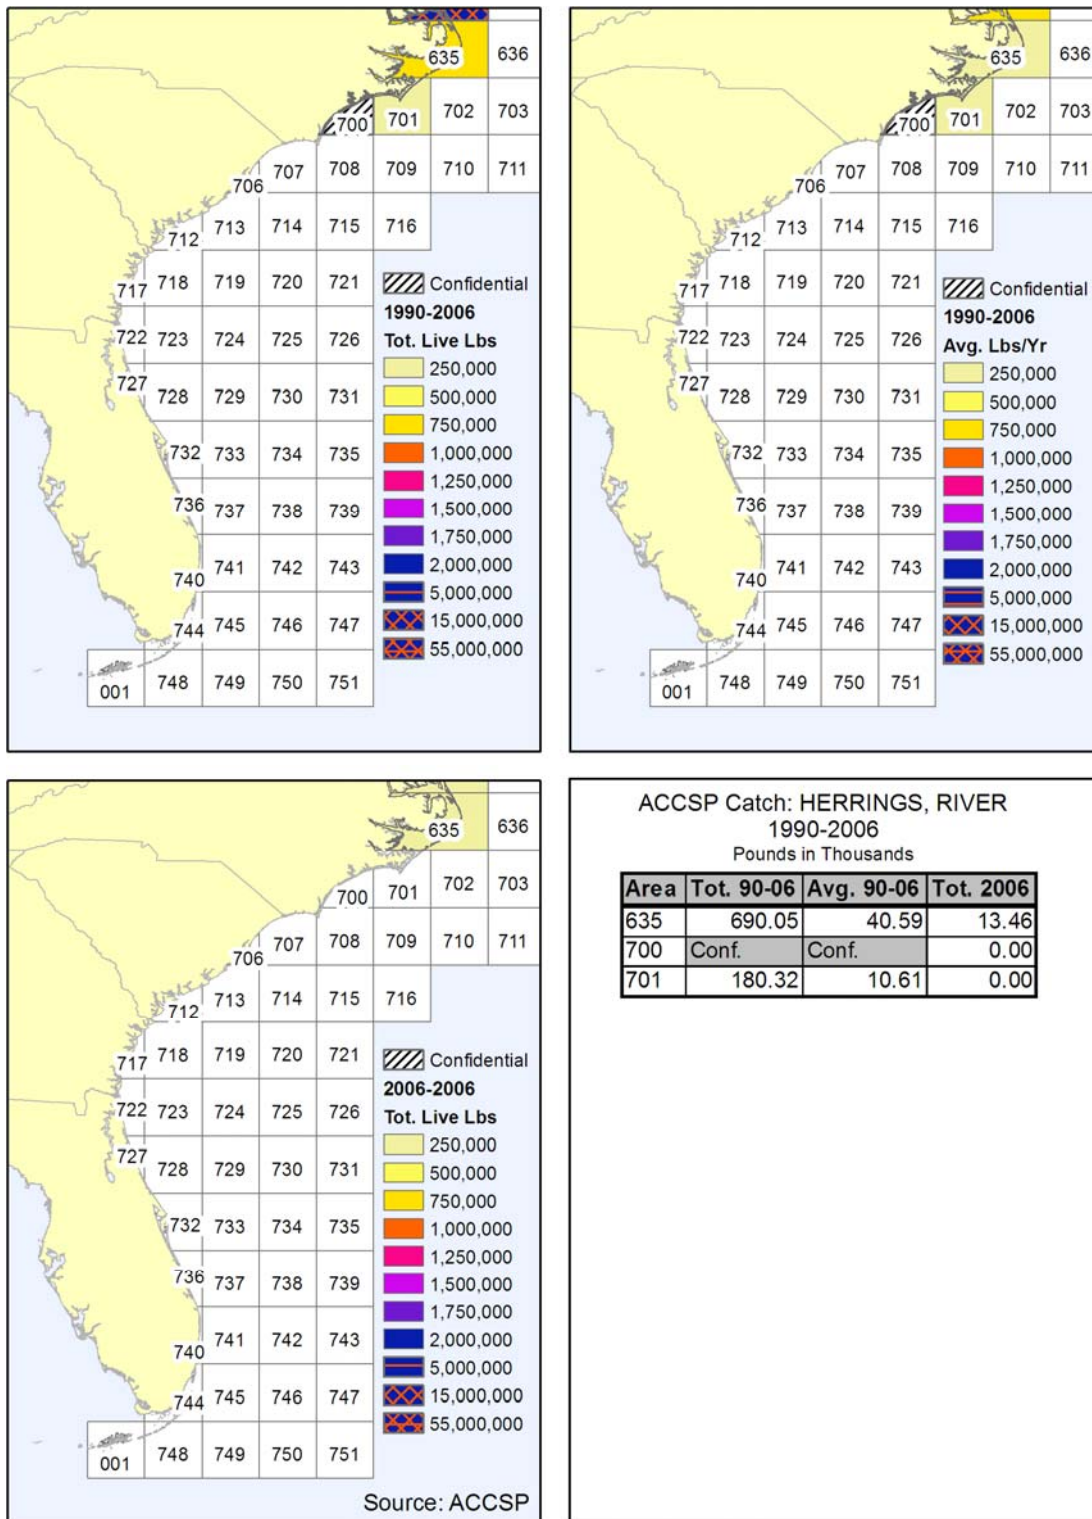 635 636
700 701 702 703
706 707 708 709 710 711
712 713 714 715 716
717 718 719 720 721
722 723 724 725 726
727 728 729 730 731
732 733 734 735
736 737 738 739
740 741 742 743
744 745 746 747
001 748 749 750 751
Confidential
1990-2006
Tot. Live Lbs
250,000
500,000
750,000
1,000,000
1,250,000
1,500,000
1,750,000
2,000,000
5,000,000
15,000,000
55,000,000
635 636
700 701 702 703
706 707 708 709 710 711
712 713 714 715 716
717 718 719 720 721
722 723 724 725 726
727 728 729 730 731
732 733 734 735
736 737 738 739
740 741 742 743
744 745 746 747
001 748 749 750 751
Confidential
1990-2006
Avg. Lbs/Yr
250,000
500,000
750,000
1,000,000
1,250,000
1,500,000
1,750,000
2,000,000
5,000,000
15,000,000
55,000,000
635 636
700 701 702 703
706 707 708 709 710 711
712 713 714 715 716
717 718 719 720 721
722 723 724 725 726
727 728 729 730 731
732 733 734 735
736 737 738 739
740 741 742 743
744 745 746 747
001 748 749 750 751
Confidential
2006-2006
Tot. Live Lbs
250,000
500,000
750,000
1,000,000
1,250,000
1,500,000
1,750,000
2,000,000
5,000,000
15,000,000
55,000,000
Source: ACCSP
ACCSP Catch: HERRINGS, RIVER
1990-2006
Pounds in Thousands
Area Tot. 90-06 Avg. 90-06 Tot. 2006
635 690.05 40.59 13.46
700 Conf. Conf. 0.00
701 180.32 10.61 0.00